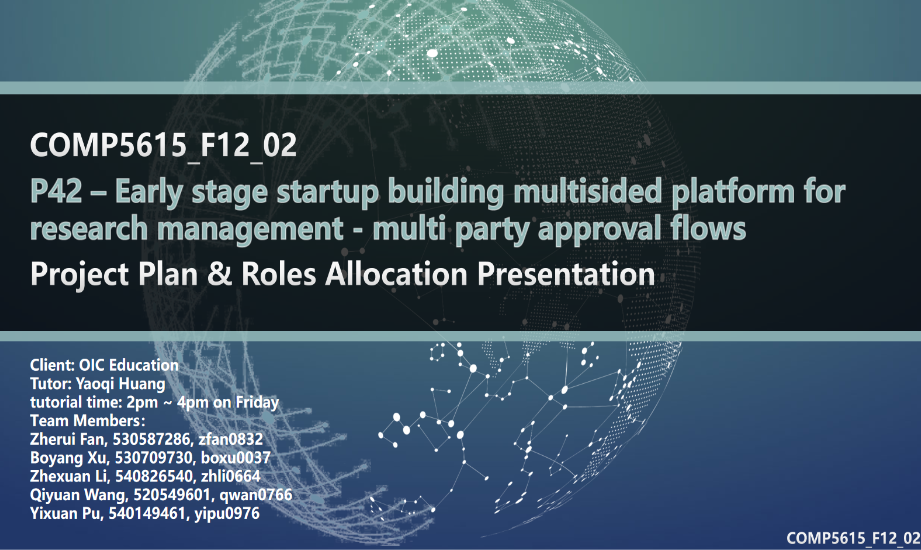 COMP5615_F12_02
P42 – Early stage startup building multisided platform for
research management - multi party approval flows
Project Plan & Roles Allocation Presentation
Client: OIC Education
Tutor: Yaoqi Huang
tutorial time: 2pm ~ 4pm on Friday
Team Members:
Zherui Fan, 530587286, zfan0832
Boyang Xu, 530709730, boxu0037
Zhexuan Li, 540826540, zhli0664
Qiyuan Wang, 520549601, qwan0766
Yixuan Pu, 540149461, yipu0976
COMP5615_F12_02